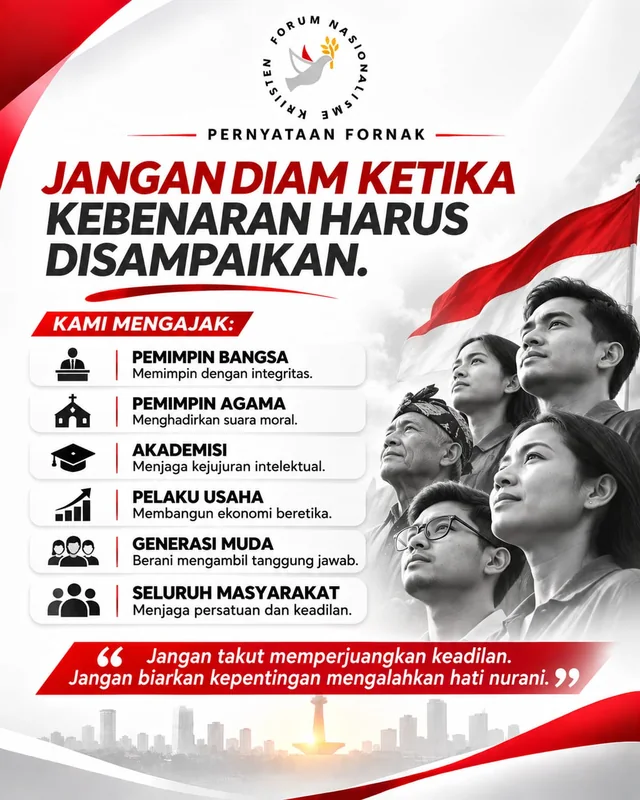 FORUM NASIONALISME KRIISTEN
PERNYATAAN FORNAK
JANGAN DIAM KETIKA
KEBENARAN HARUS
DISAMPAIKAN.
KAMI MENGAJAK:
PEMIMPIN BANGSA
Memimpin dengan integritas.
PEMIMPIN AGAMA
Menghadirkan suara moral.
AKADEMISI
Menjaga kejujuran intelektual.
PELAKU USAHA
Membangun ekonomi beretika.
GENERASI MUDA
Berani mengambil tanggung jawab.
SELURUH MASYARAKAT
Menjaga persatuan dan keadilan.
“ Jangan takut memperjuangkan keadilan.
Jangan biarkan kepentingan mengalahkan hati nurani. ”